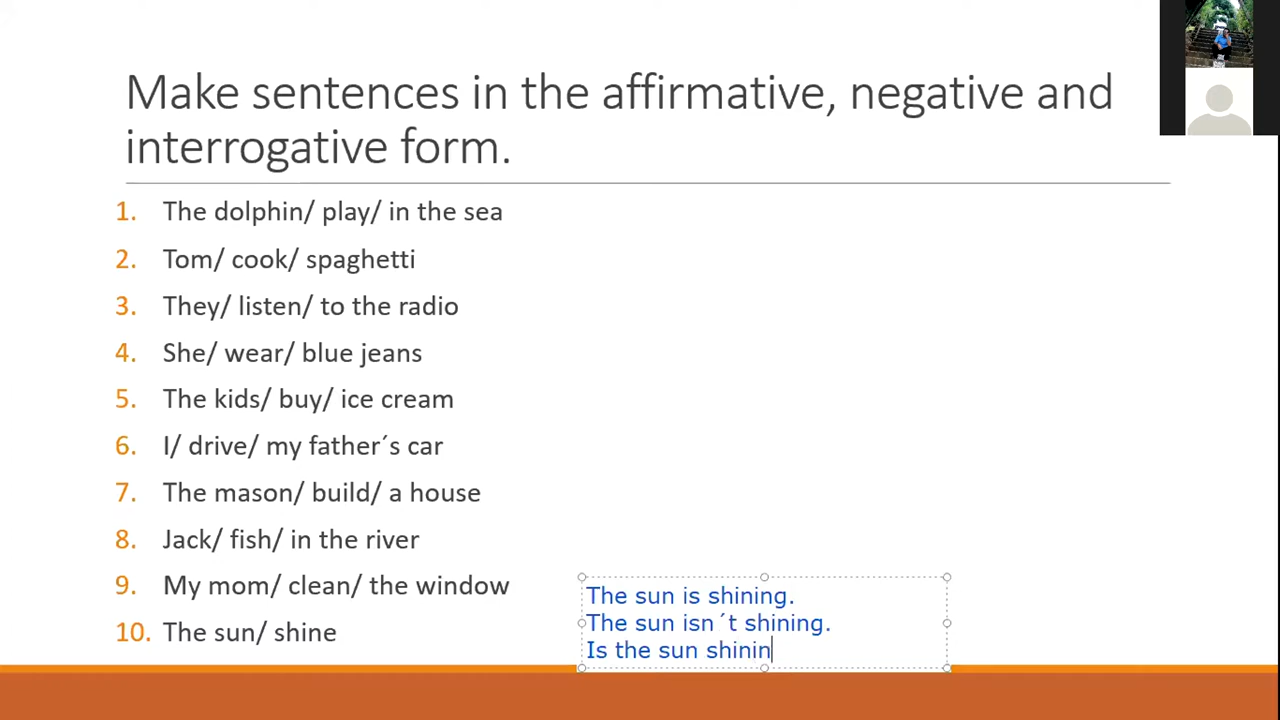 Make sentences in the affirmative, negative and
interrogative form.
1. The dolphin/ play/ in the sea
2. Tom/ cook/ spaghetti
3. They/ listen/ to the radio
4. She/ wear/ blue jeans
5. The kids/ buy/ ice cream
6. I/ drive/ my father´s car
7. The mason/ build/ a house
8. Jack/ fish/ in the river
9. My mom/ clean/ the window
10. The sun/ shine
The sun is shining.
The sun isn´t shining.
Is the sun shinin